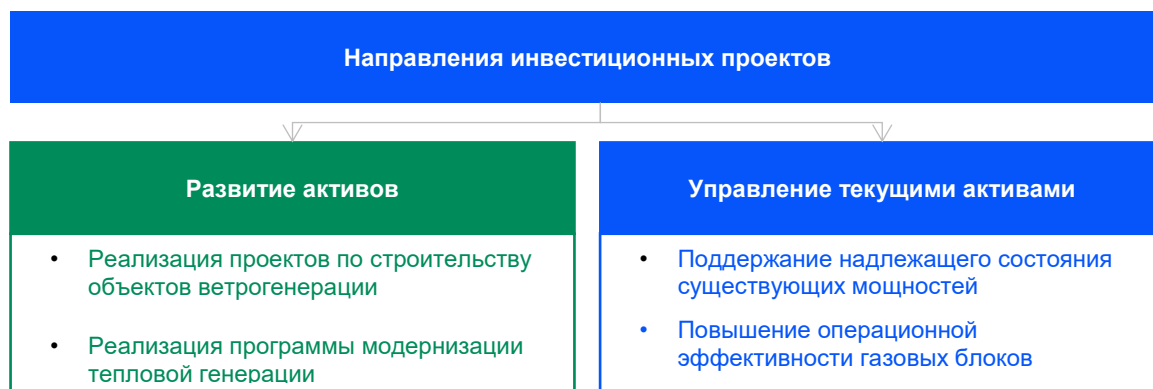 Направления инвестиционных проектов
Развитие активов
• Реализация проектов по строительству
объектов ветрогенерации
• Реализация программы модернизации
тепловой генерации
Управление текущими активами
• Поддержание надлежащего состояния
существующих мощностей
• Повышение операционной
эффективности газовых блоков